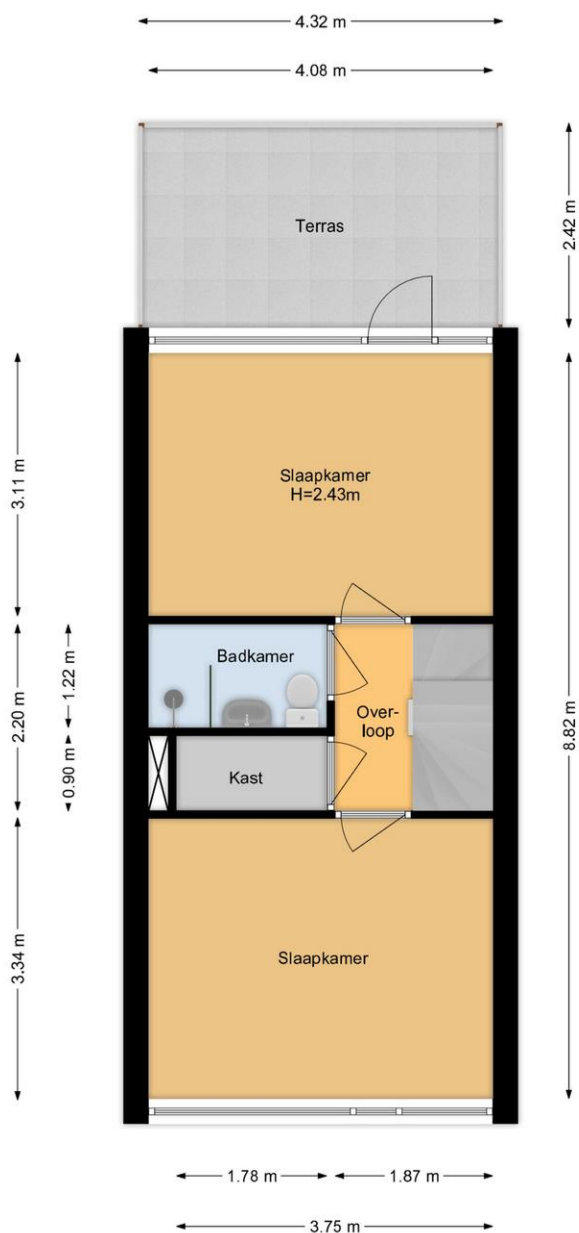 4.32 m
4.08 m
Terras
2.42 m
3.11 m
Slaapkamer
H=2.43m
2.20 m
1.22 m
Badkamer
Over-
loop
0.90 m
Kast
8.82 m
3.34 m
Slaapkamer
1.78 m
1.87 m
3.75 m